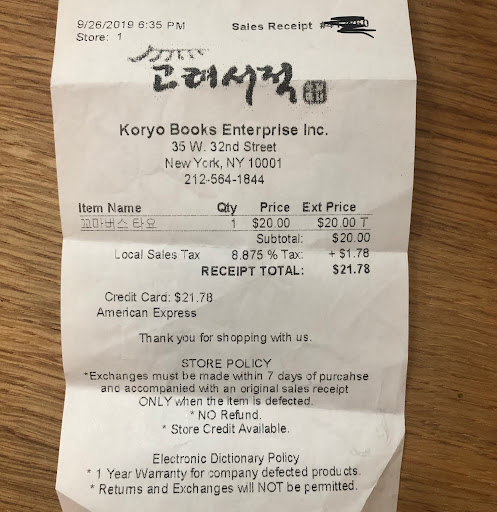 9/26/2019 6:35 PM Sales Receipt
Store: 1
고려서적
Koryo Books Enterprise Inc.
35 W. 32nd Street
New York, NY 10001
212-564-1844
Item Name Qty Price Ext Price
꼬마버스 타요 1 $20.00 $20.00 T
Subtotal: $20.00
Local Sales Tax 8.875 % Tax: + $1.78
RECEIPT TOTAL: $21.78
Credit Card: $21.78
American Express
Thank you for shopping with us.
STORE POLICY
*Exchanges must be made within 7 days of purcahse
and accompanied with an original sales receipt
ONLY when the item is defected.
* NO Refund.
* Store Credit Available.
Electronic Dictionary Policy
* 1 Year Warranty for company defected products.
* Returns and Exchanges will NOT be permitted.